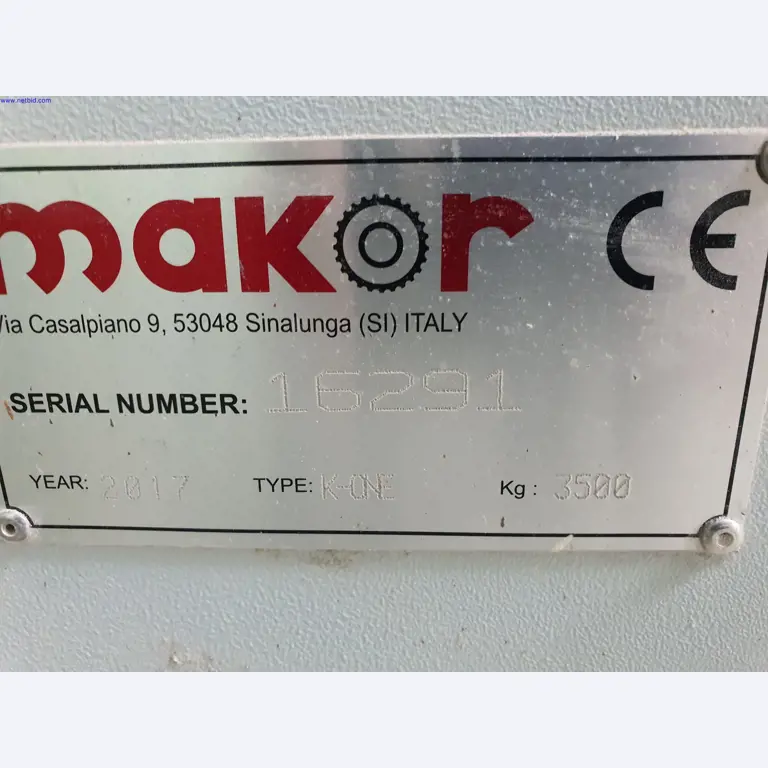 www.netbid.com
makor CE
Via Casalpiano 9, 53048 Sinalunga (SI) ITALY
SERIAL NUMBER: 16291
YEAR: 2017 TYPE: K-ONE Kg: 3500